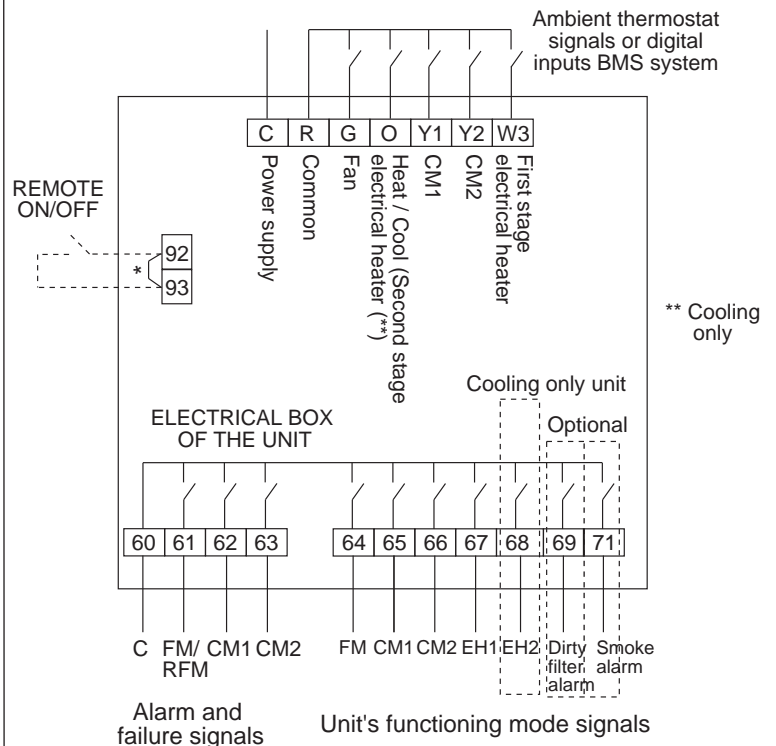 Ambient thermostat
signals or digital
inputs BMS system
C R G O Y1 Y2 W3
Power supply
Common
Fan
Heat / Cool (Second stage
electrical heater (**)
CM1
CM2
First stage
electrical heater
REMOTE
ON/OFF
*
92
93
** Cooling
only
Cooling only unit
Optional
ELECTRICAL BOX
OF THE UNIT
60 61 62 63 64 65 66 67 68 69 71
C FM/
RFM
CM1 CM2
FM CM1 CM2 EH1 EH2
Dirty
filter
alarm
Smoke
alarm
Alarm and
failure signals
Unit's functioning mode signals